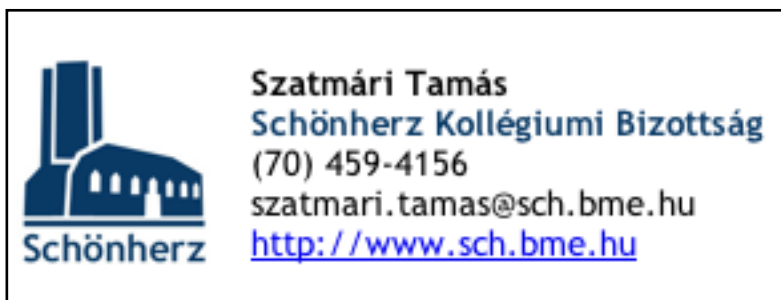 Szatmári Tamás
Schönherz Kollégiumi Bizottság
(70) 459-4156
szatmari.tamas@sch.bme.hu
http://www.sch.bme.hu
Schönherz